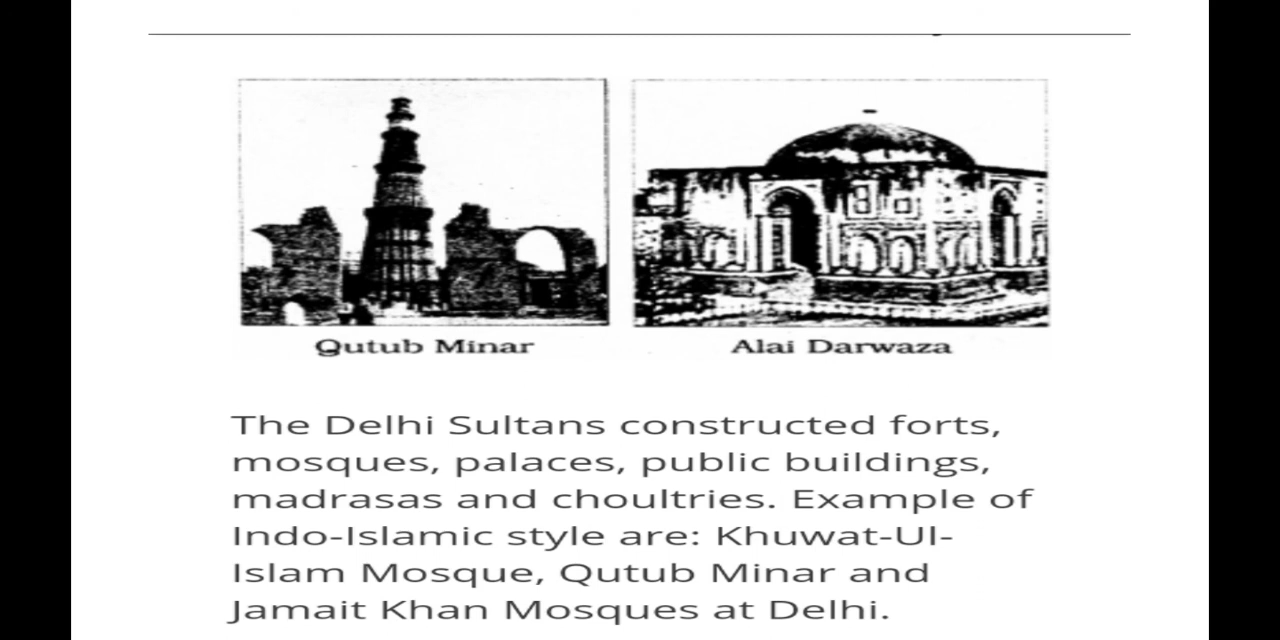 Qutub Minar
Alai Darwaza
The Delhi Sultans constructed forts,
mosques, palaces, public buildings,
madrasas and choultries. Example of
Indo-Islamic style are: Khuwat-Ul-
Islam Mosque, Qutub Minar and
Jamait Khan Mosques at Delhi.